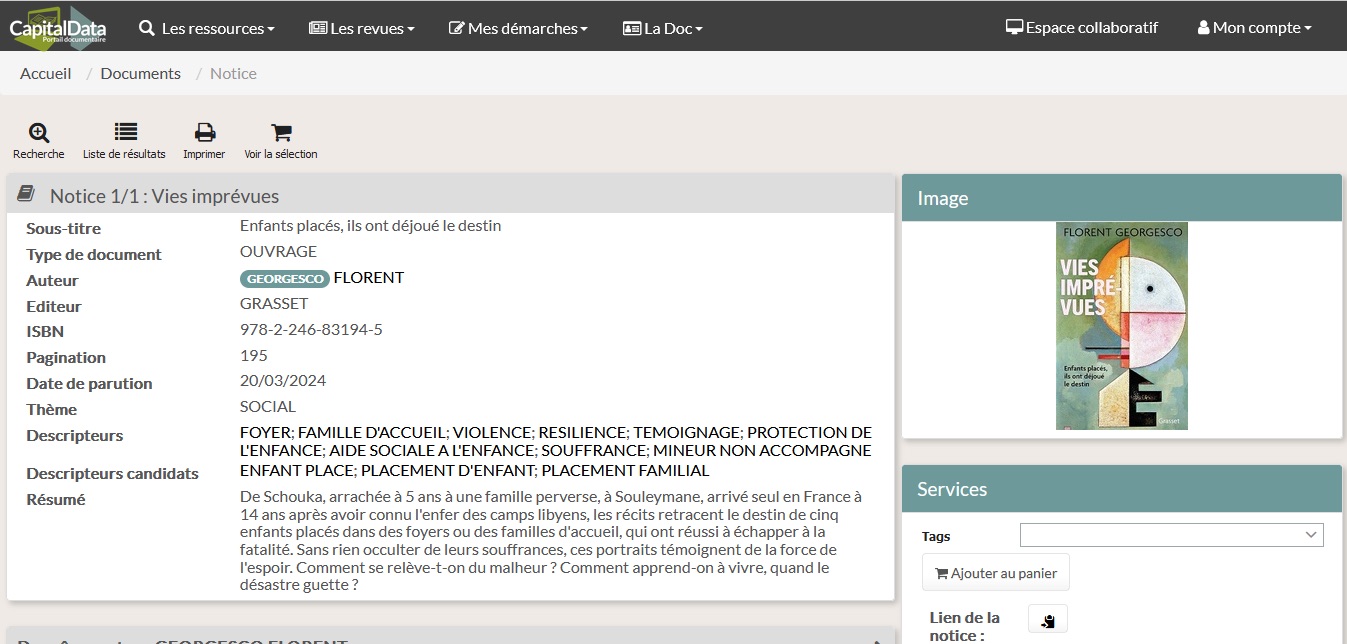 CapitalData
Portail documentaire
Les ressources
Les revues
Mes démarches
La Doc
Espace collaboratif
Mon compte
Accueil / Documents / Notice
Recherche
Liste de résultats
Imprimer
Voir la sélection
Notice 1/1 : Vies imprévues
Sous-titre Enfants placés, ils ont déjoué le destin
Type de document OUVRAGE
Auteur GEORGESCO FLORENT
Editeur GRASSET
ISBN 978-2-246-83194-5
Pagination 195
Date de parution 20/03/2024
Thème SOCIAL
Descripteurs FOYER; FAMILLE D'ACCUEIL; VIOLENCE; RESILIENCE; TEMOIGNAGE; PROTECTION DE
L'ENFANCE; AIDE SOCIALE A L'ENFANCE; SOUFFRANCE; MINEUR NON ACCOMPAGNE
Descripteurs candidats ENFANT PLACE; PLACEMENT D'ENFANT; PLACEMENT FAMILIAL
Résumé De Schouka, arrachée à 5 ans à une famille perverse, à Souleymane, arrivé seul en France à
14 ans après avoir connu l'enfer des camps libyens, les récits retracent le destin de cinq
enfants placés dans des foyers ou des familles d'accueil, qui ont réussi à échapper à la
fatalité. Sans rien occulter de leurs souffrances, ces portraits témoignent de la force de
l'espoir. Comment se relève-t-on du malheur ? Comment apprend-on à vivre, quand le
désastre guette ?
Image
FLORENT GEORGESCO
VIES
IMPRÉ-
VUES
Enfants placés,
ils ont déjoué
le destin
Grasset
Services
Tags
Ajouter au panier
Lien de la
notice :
GEORGESCO FLORENT